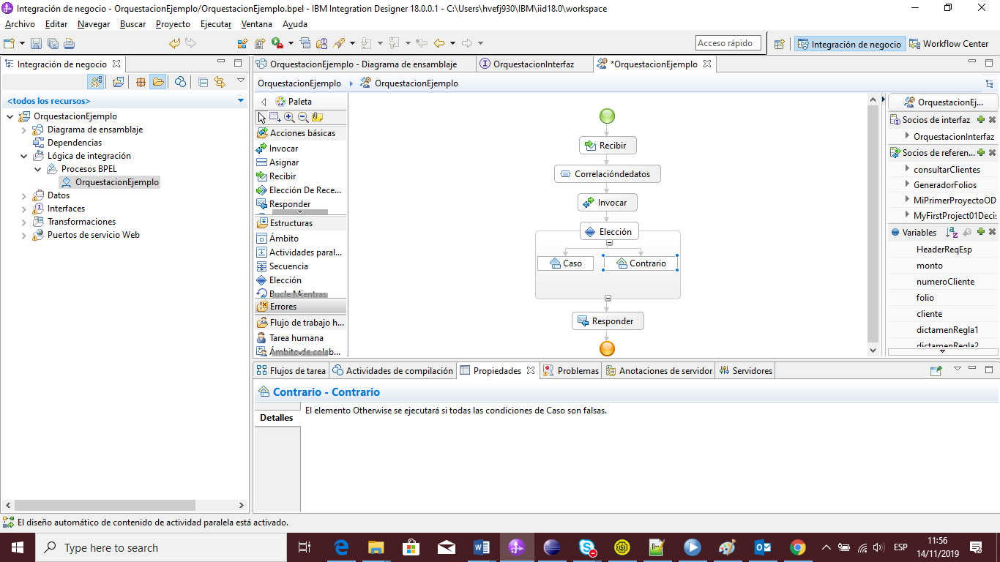 Integración de negocio - OrquestacionEjemplo/OrquestacionEjemplo.bpel - IBM Integration Designer 18.0.0.1 - C:\Users\hvefj930\IBM\iid18.0\workspace
Archivo Editar Navegar Buscar Proyecto Ejecutar Ventana Ayuda
Acceso rápido Integración de negocio Workflow Center
Integración de negocio
<todos los recursos>
OrquestacionEjemplo
Diagrama de ensamblaje
Dependencias
Lógica de integración
Procesos BPEL
OrquestacionEjemplo
Datos
Interfaces
Transformaciones
Puertos de servicio Web
OrquestacionEjemplo - Diagrama de ensamblaje OrquestacionInterfaz *OrquestacionEjemplo
OrquestacionEjemplo OrquestacionEjemplo
Paleta
Acciones básicas
Invocar
Asignar
Recibir
Elección De Rece...
Responder
Estructuras
Ámbito
Actividades paral...
Secuencia
Elección
Bucle Mientras
Errores
Flujo de trabajo h...
Tarea humana
Ámbito de colab...
Recibir
Correlacióndedatos
Invocar
Elección
Caso Contrario
Responder
OrquestacionEj...
Socios de interfaz
OrquestacionInterfaz
Socios de referen...
consultarClientes
GeneradorFolios
MiPrimerProyectoOD
MyFirstProject01Decis
Variables
HeaderReqEsp
monto
numeroCliente
folio
cliente
dictamenRegla1
dictamenRegla2
Flujos de tarea Actividades de compilación Propiedades Problemas Anotaciones de servidor Servidores
Contrario - Contrario
Detalles
El elemento Otherwise se ejecutará si todas las condiciones de Caso son falsas.
El diseño automático de contenido de actividad paralela está activado.
Type here to search
ESP
11:56
14/11/2019